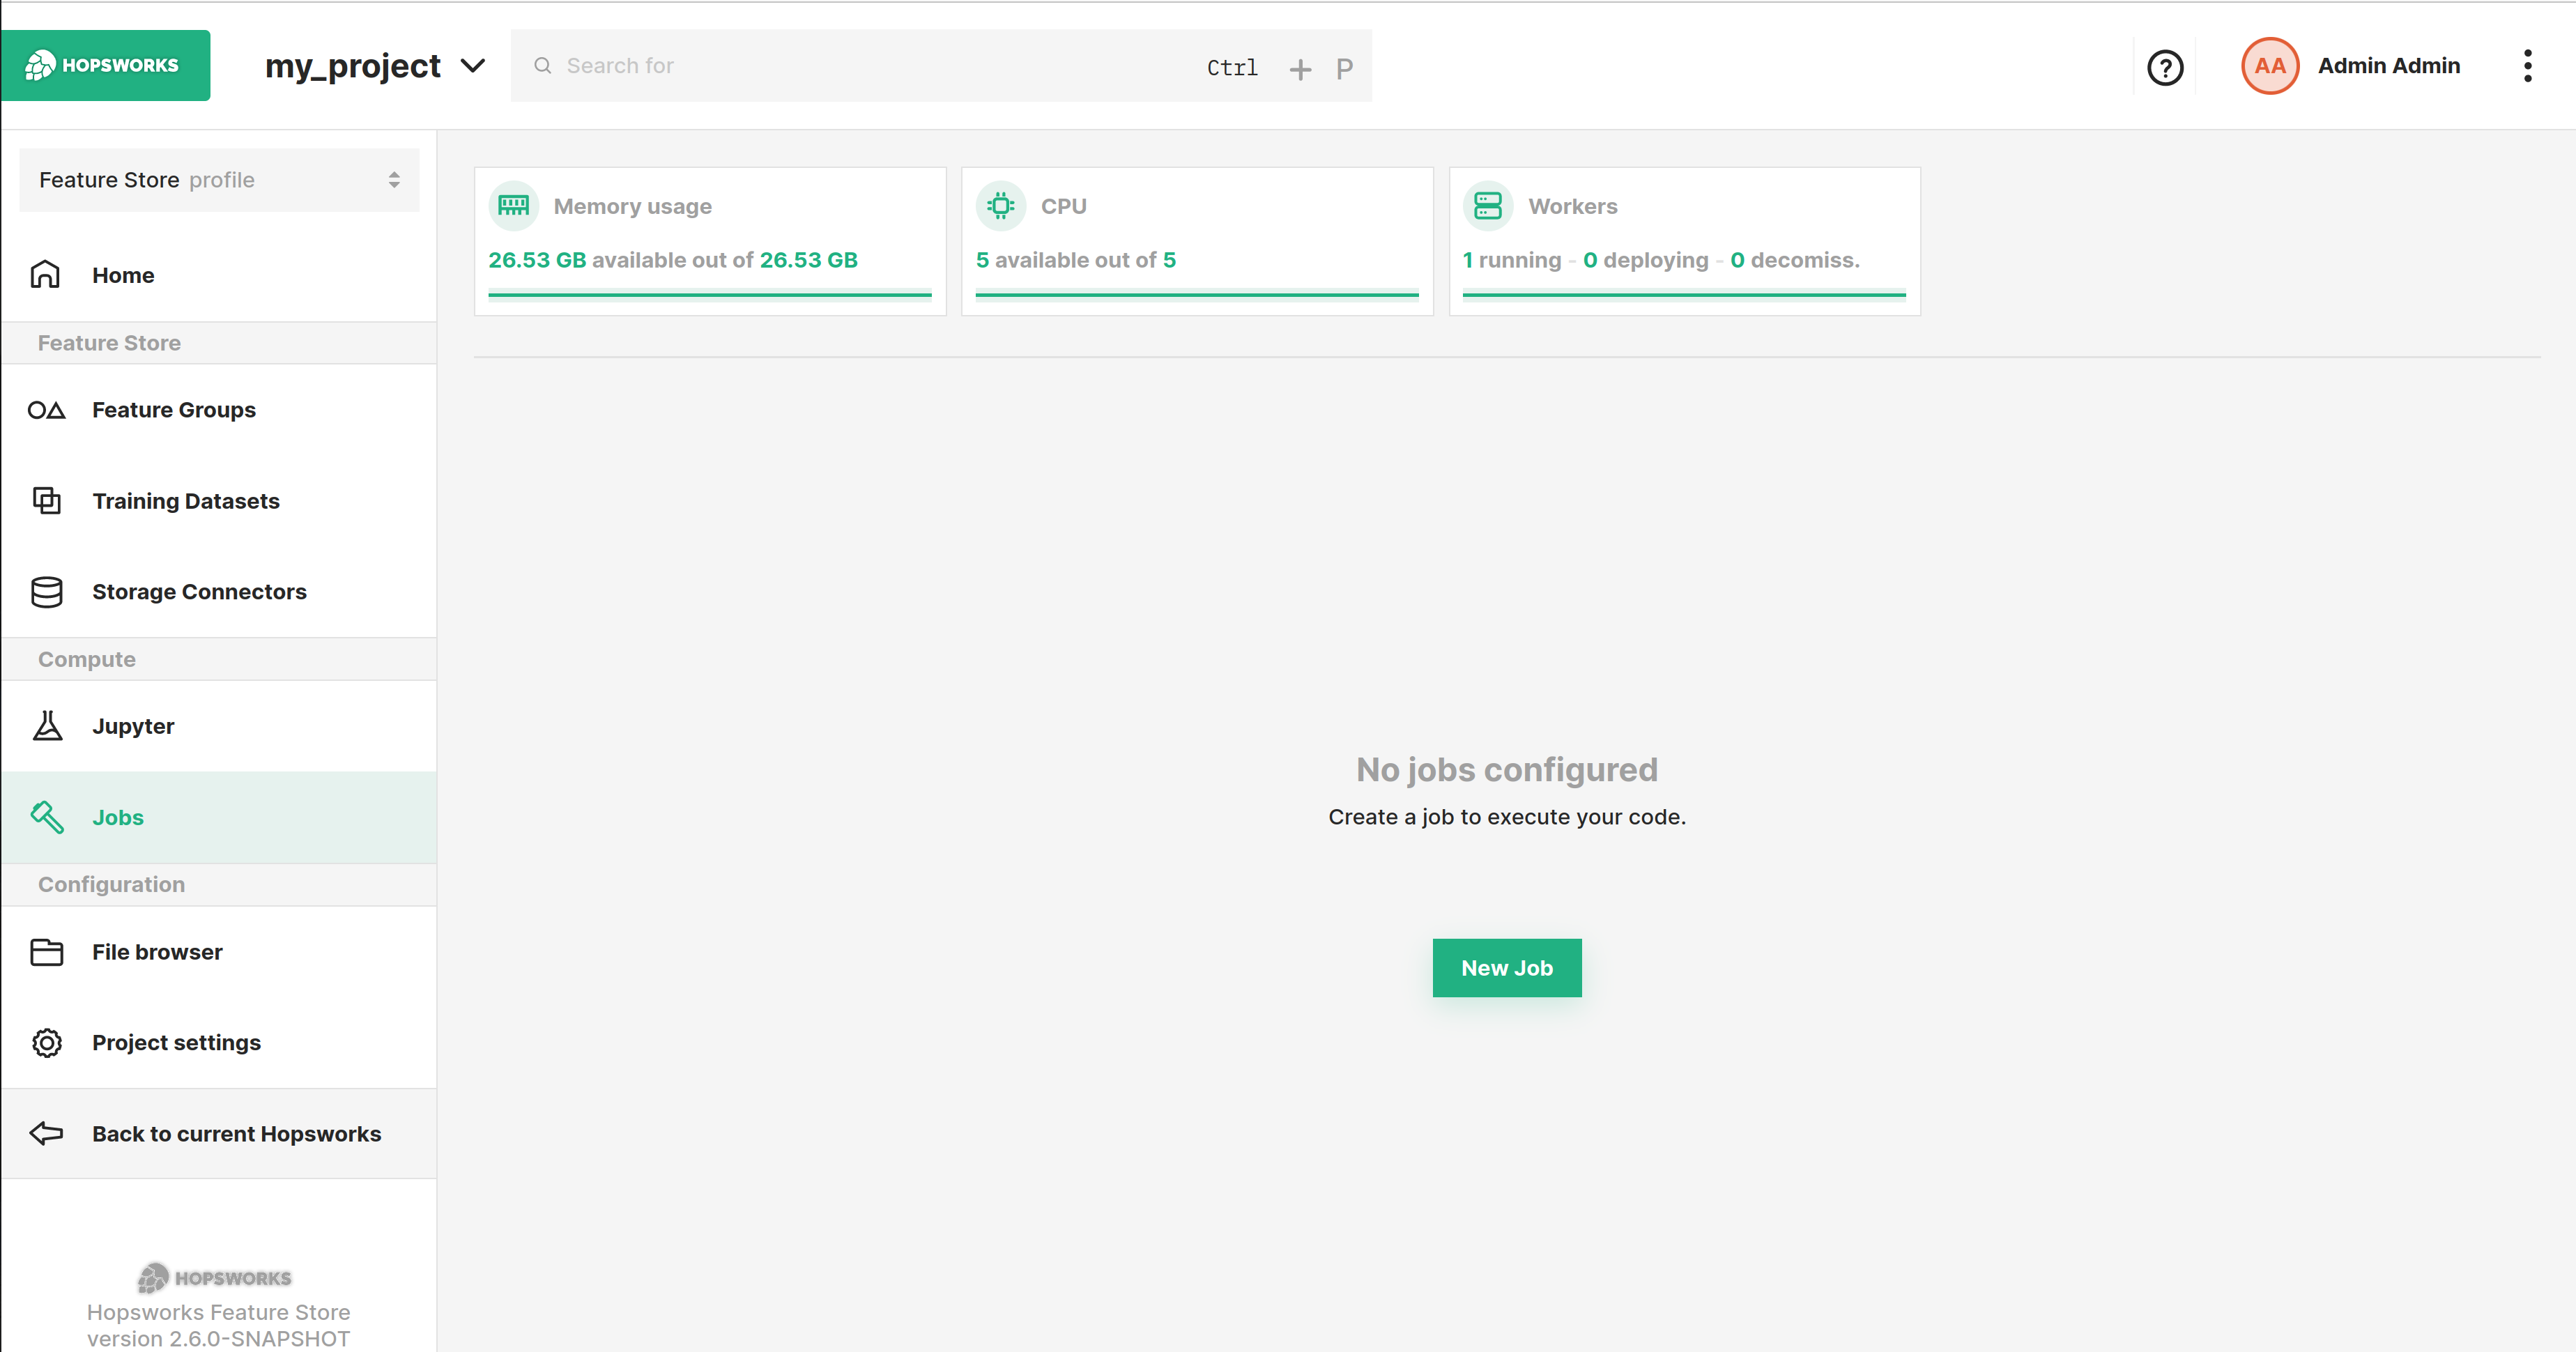 HOPSWORKS
my_project
Search for
Ctrl + P
AA
Admin Admin
Feature Store profile
Home
Feature Store
Feature Groups
Training Datasets
Storage Connectors
Compute
Jupyter
Jobs
Configuration
File browser
Project settings
Back to current Hopsworks
HOPSWORKS
Hopsworks Feature Store
version 2.6.0-SNAPSHOT
Memory usage
26.53 GB available out of 26.53 GB
CPU
5 available out of 5
Workers
1 running - 0 deploying - 0 decomiss.
No jobs configured
Create a job to execute your code.
New Job